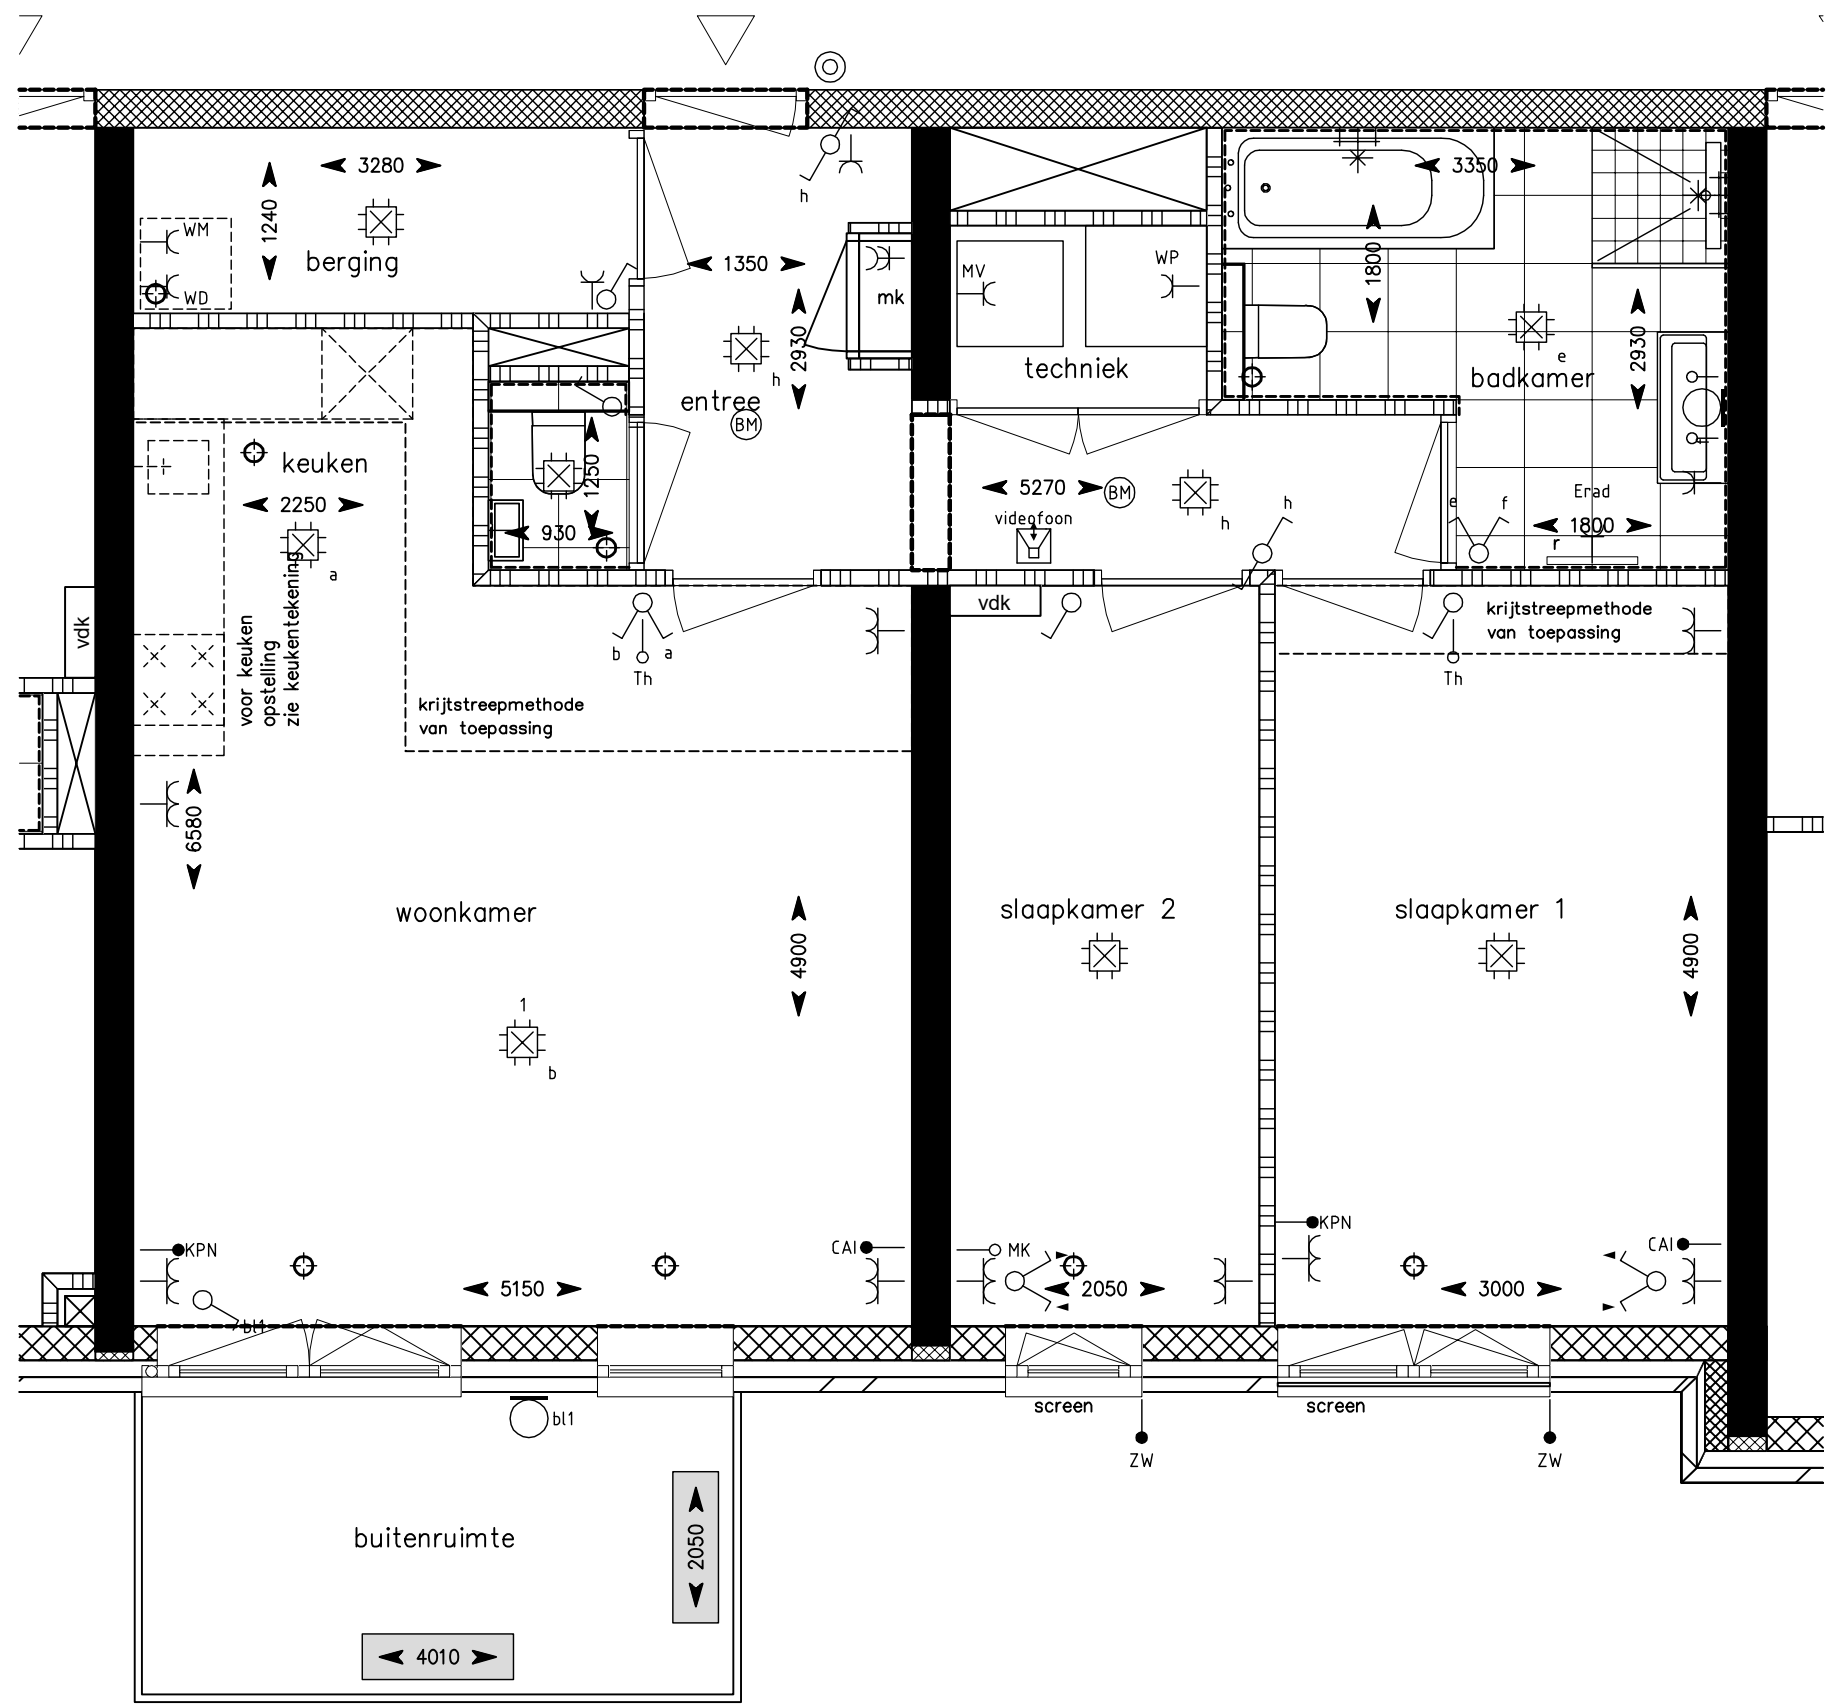 3280
1240
WM
berging
WD
h
1350
mk
2930
h
entree
BM
MV
WP
techniek
3350
1800
2930
e
badkamer
keuken
2250
a
1250
930
5270
BM
videofoon
h
h
e
f
Erad
1800
r
vdk
voor keuken
opstelling
zie keukentekening
b
a
Th
vdk
Th
krijtstreepmethode
van toepassing
krijtstreepmethode
van toepassing
6580
woonkamer
4900
slaapkamer 2
slaapkamer 1
4900
1
b
KPN
CAI
MK
KPN
CAI
5150
2050
3000
bl1
bl1
screen
screen
ZW
ZW
buitenruimte
2050
4010